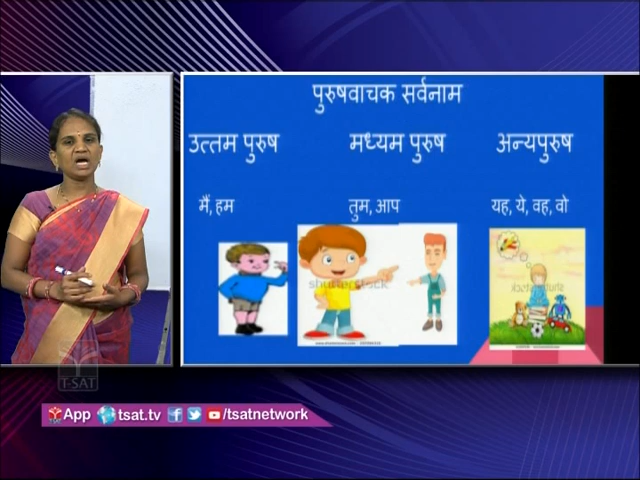 पुरुषवाचक सर्वनाम
उत्तम पुरुष मध्यम पुरुष अन्यपुरुष
मैं, हम तुम, आप यह, ये, वह, वो
shutterstock
T-SAT
App tsat.tv /tsatnetwork